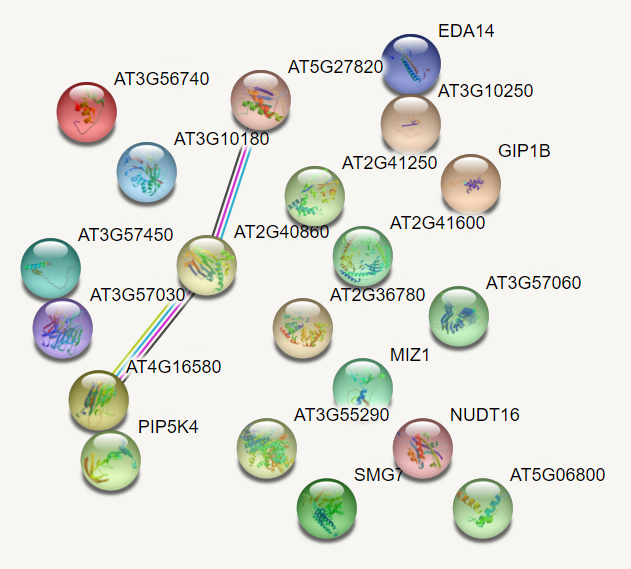 EDA14
AT5G27820
AT3G56740
AT3G10250
AT3G10180
GIP1B
AT2G41250
AT2G41600
AT2G40860
AT3G57450
AT3G57060
AT3G57030
AT2G36780
MIZ1
AT4G16580
AT3G55290
NUDT16
PIP5K4
SMG7
AT5G06800